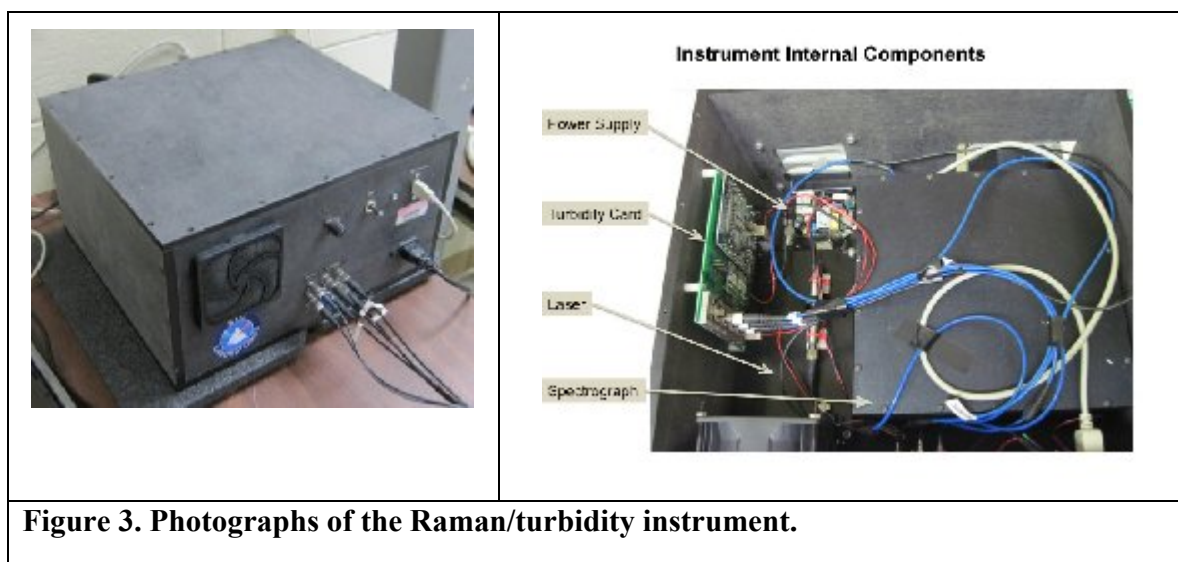 Instrument Internal Components
Power Supply
Turbidity Card
Laser
Spectrograph
Figure 3. Photographs of the Raman/turbidity instrument.